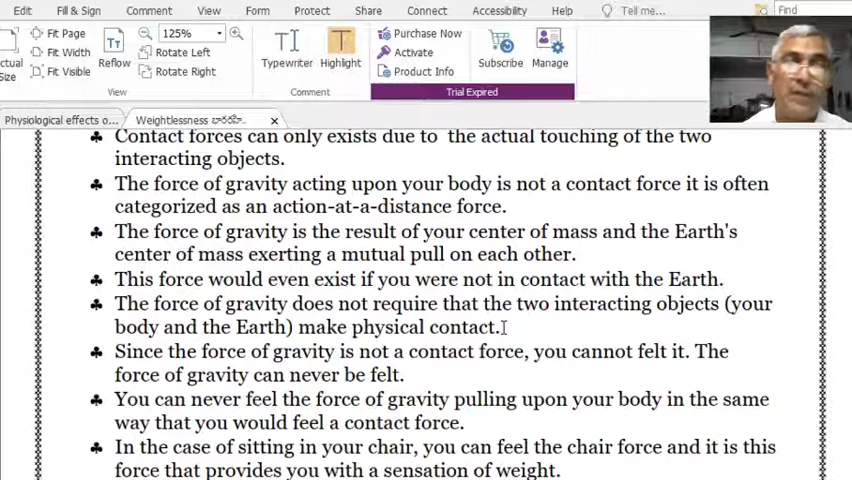 Edit Fill & Sign Comment View Form Protect Share Connect Accessibility Help Tell me... Find
Fit Page 125% Purchase Now
Fit Width Rotate Left Activate
Size Reflow Typewriter Highlight Subscribe Manage
Fit Visible Rotate Right Product Info
View Comment Trial Expired
Physiological effects o... Weightlessness భారరహి...
Contact forces can only exists due to the actual touching of the two
interacting objects.
The force of gravity acting upon your body is not a contact force it is often
categorized as an action-at-a-distance force.
The force of gravity is the result of your center of mass and the Earth's
center of mass exerting a mutual pull on each other.
This force would even exist if you were not in contact with the Earth.
The force of gravity does not require that the two interacting objects (your
body and the Earth) make physical contact.
Since the force of gravity is not a contact force, you cannot felt it. The
force of gravity can never be felt.
You can never feel the force of gravity pulling upon your body in the same
way that you would feel a contact force.
In the case of sitting in your chair, you can feel the chair force and it is this
force that provides you with a sensation of weight.